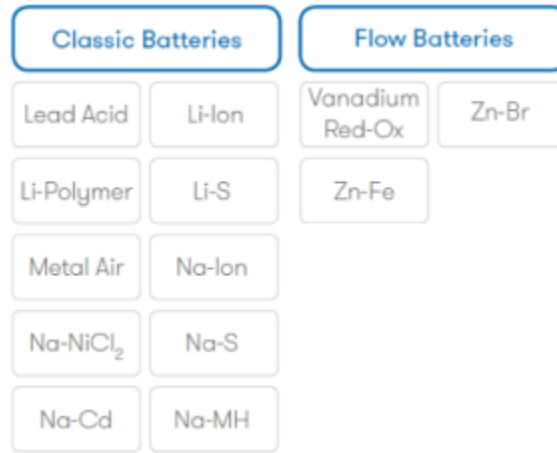 Classic Batteries Flow Batteries
Lead Acid Li-Ion Vanadium Red-Ox Zn-Br
Li-Polymer Li-S Zn-Fe
Metal Air Na-Ion
Na-NiCl₂ Na-S
Na-Cd Na-MH